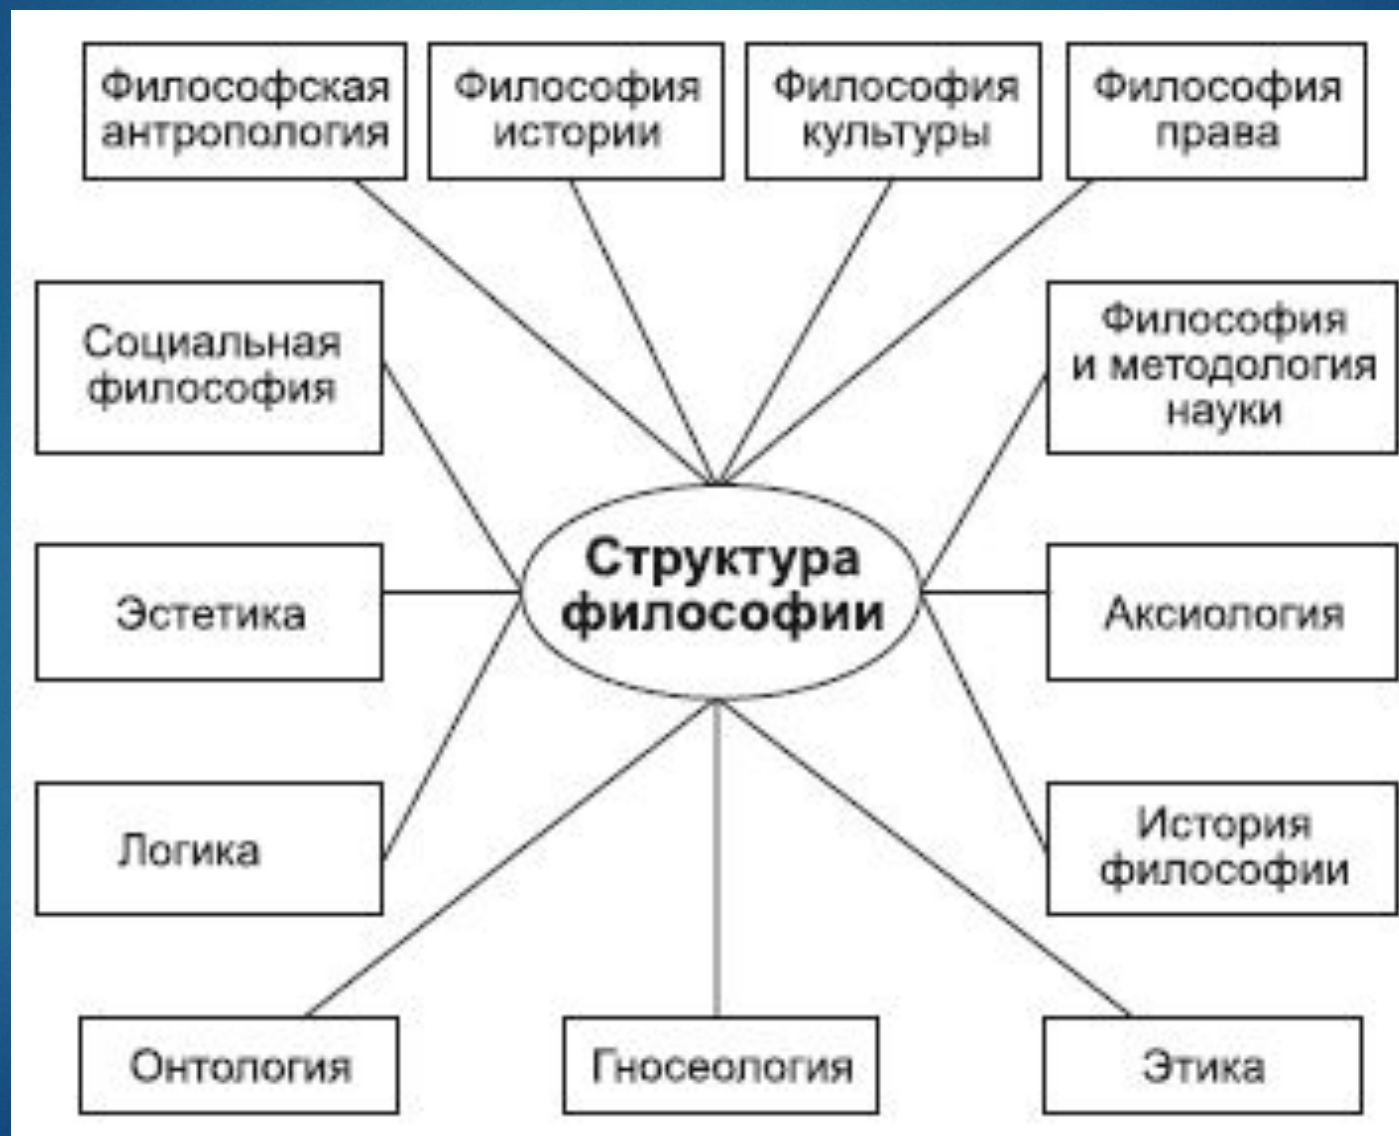 Философская
антропология
Философия
истории
Философия
культуры
Философия
права
Социальная
философия
Философия
и методология
науки
Структура
философии
Эстетика
Аксиология
Логика
История
философии
Онтология
Гносеология
Этика